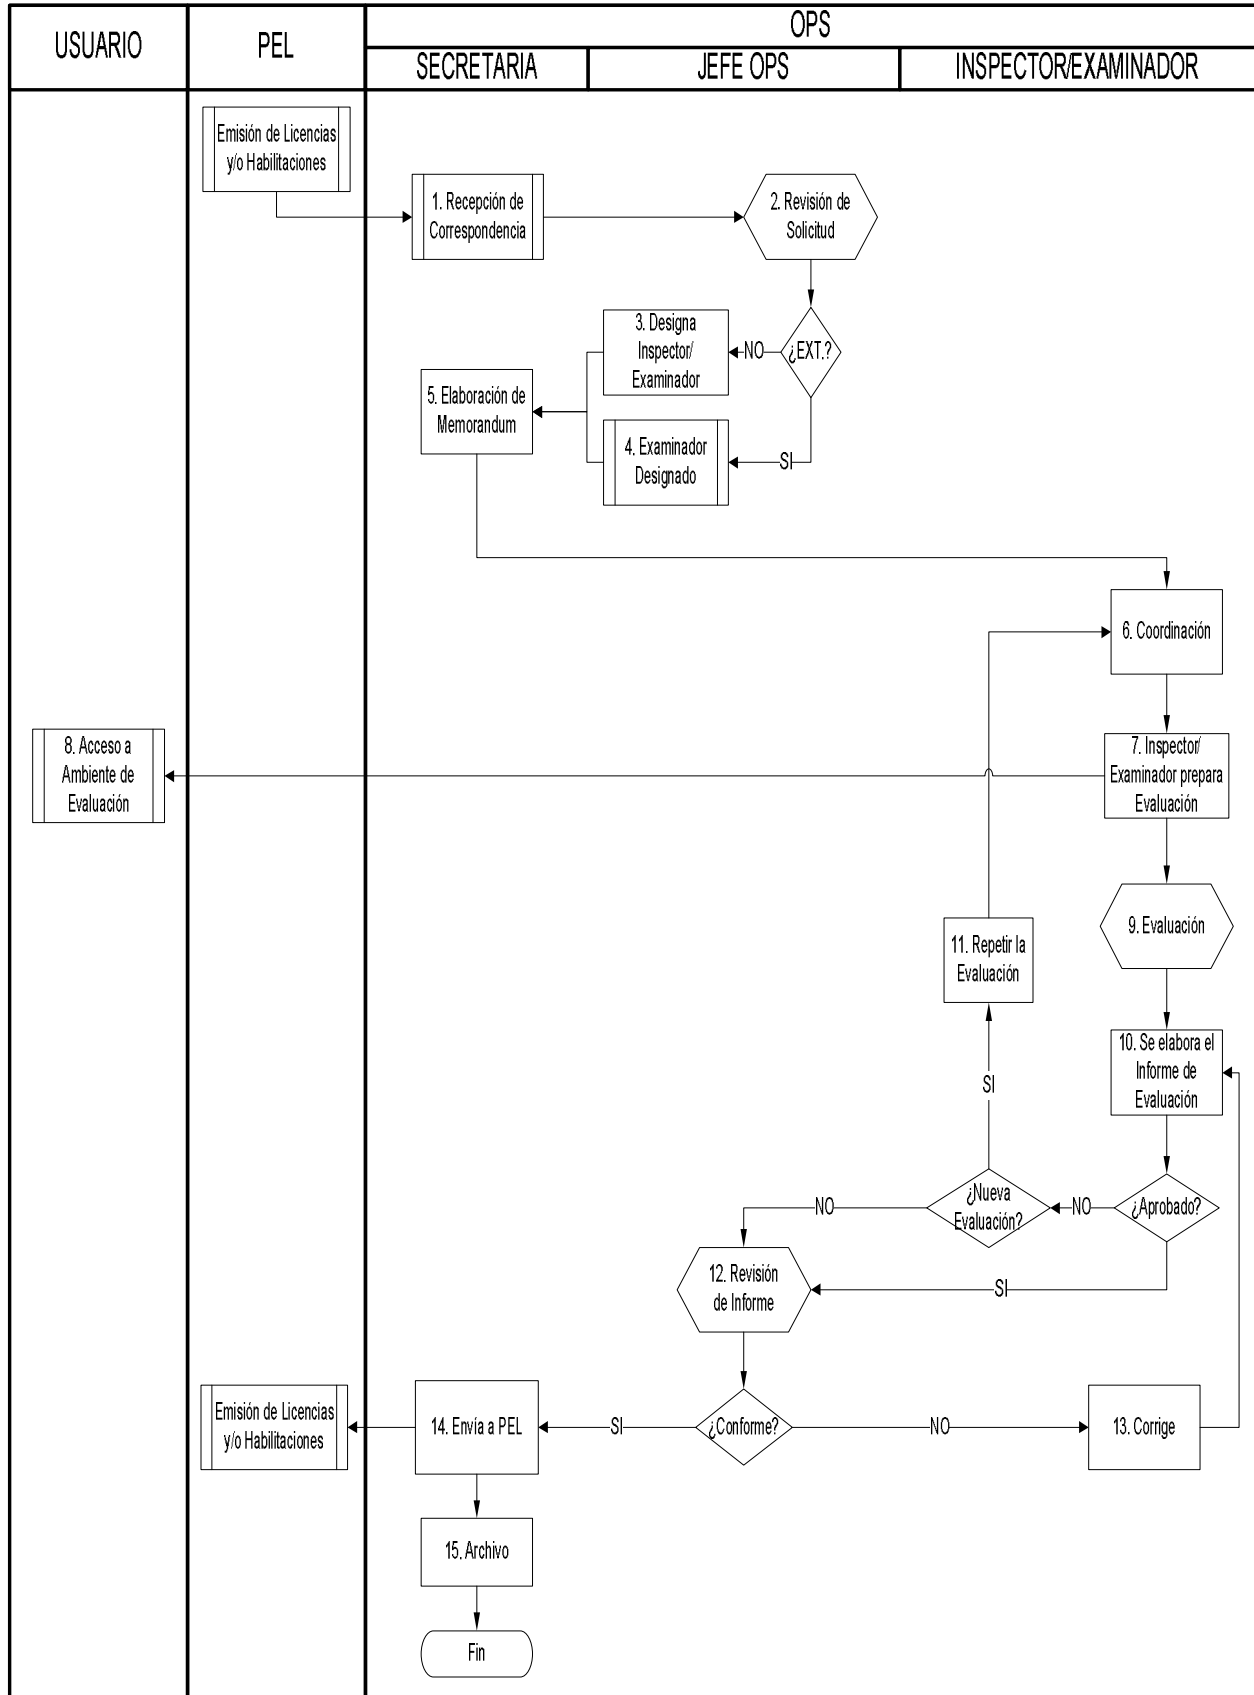 OPS
USUARIO
PEL
SECRETARIA
JEFE OPS
INSPECTOR/EXAMINADOR
Emisión de Licencias
y/o Habilitaciones
1. Recepción de
Correspondencia
2. Revisión de
Solicitud
¿EXT.?
NO
3. Designa
Inspector/
Examinador
SI
4. Examinador
Designado
5. Elaboración de
Memorandum
6. Coordinación
7. Inspector/
Examinador prepara
Evaluación
8. Acceso a
Ambiente de
Evaluación
9. Evaluación
11. Repetir la
Evaluación
10. Se elabora el
Informe de
Evaluación
SI
¿Aprobado?
NO
¿Nueva
Evaluación?
NO
SI
12. Revisión
de Informe
¿Conforme?
NO
13. Corrige
SI
14. Envía a PEL
Emisión de Licencias
y/o Habilitaciones
15. Archivo
Fin